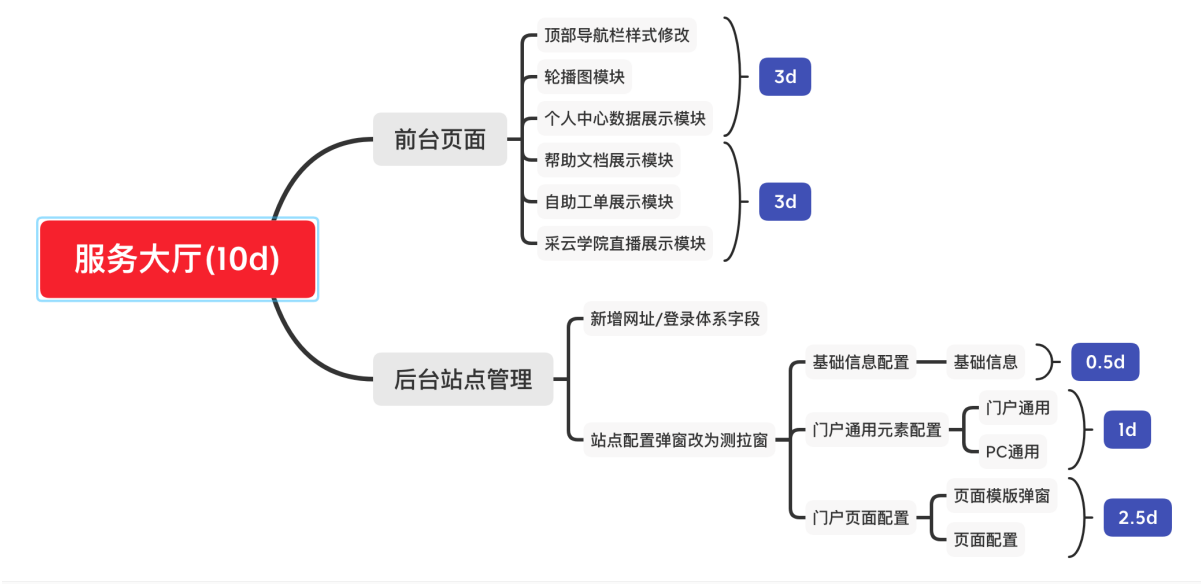 服务大厅(10d)
前台页面
顶部导航栏样式修改
轮播图模块
个人中心数据展示模块
3d
帮助文档展示模块
自助工单展示模块
采云学院直播展示模块
3d
后台站点管理
新增网址/登录体系字段
站点配置弹窗改为测拉窗
基础信息配置
基础信息
0.5d
门户通用元素配置
门户通用
PC通用
1d
门户页面配置
页面模版弹窗
页面配置
2.5d